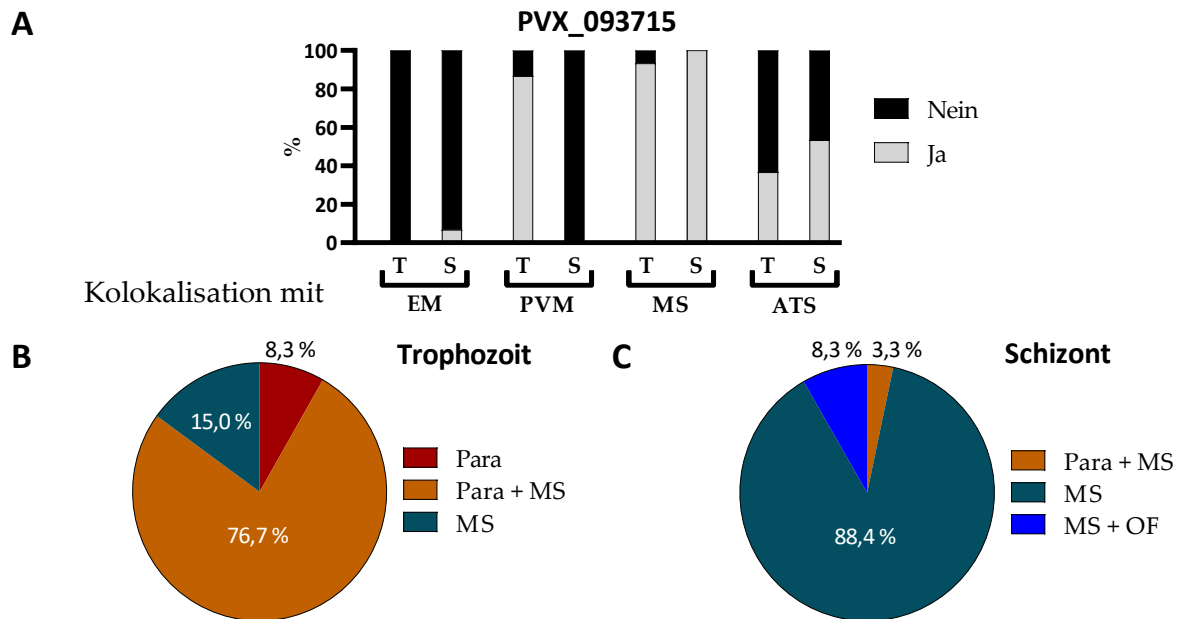 A
PVX_093715
100
80
60
40
20
0
%
Nein
Ja
T S T S T S T S
EM PVM MS ATS
Kolokalisation mit
B
Trophozoit
8,3 %
15,0 %
76,7 %
Para
Para + MS
MS
C
Schizont
8,3 % 3,3 %
88,4 %
Para + MS
MS
MS + OF